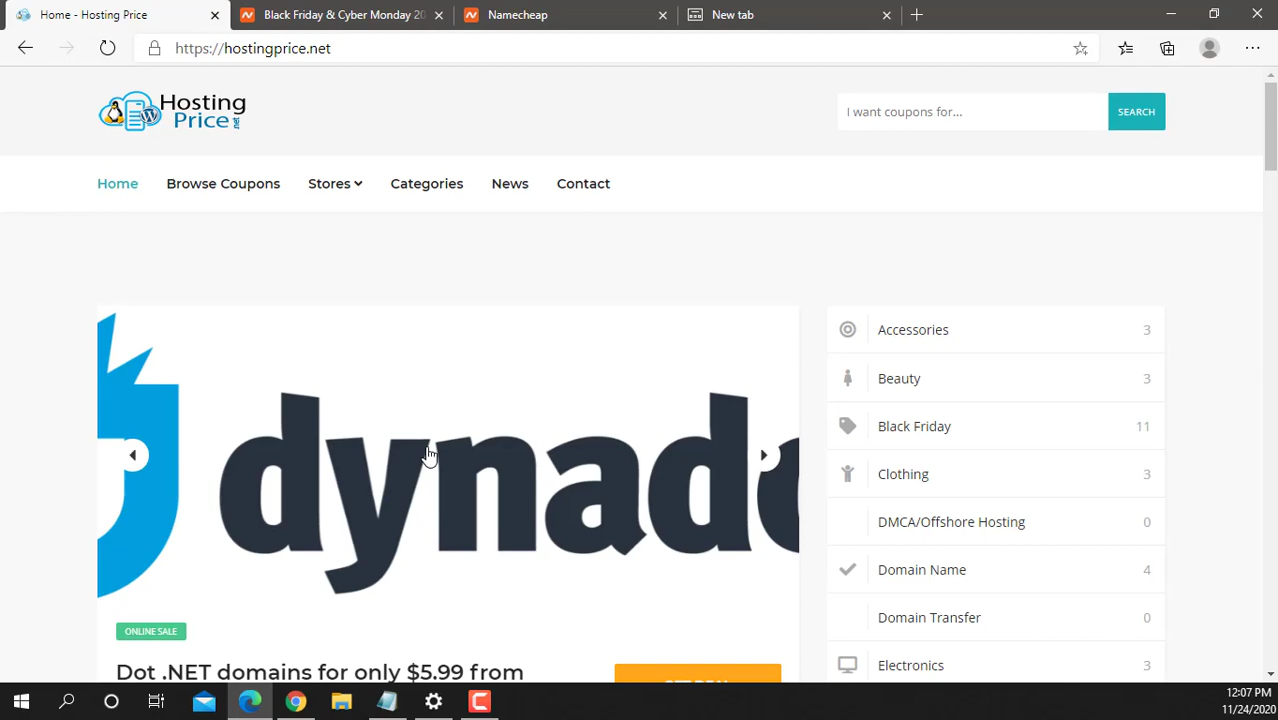 Home - Hosting Price
Black Friday & Cyber Monday 20
Namecheap
New tab
https://hostingprice.net
Hosting
Price
.net
I want coupons for...
SEARCH
Home
Browse Coupons
Stores
Categories
News
Contact
dynado
ONLINE SALE
Dot .NET domains for only $5.99 from
Accessories 3
Beauty 3
Black Friday 11
Clothing 3
DMCA/Offshore Hosting 0
Domain Name 4
Domain Transfer 0
Electronics 3
12:07 PM
11/24/2020